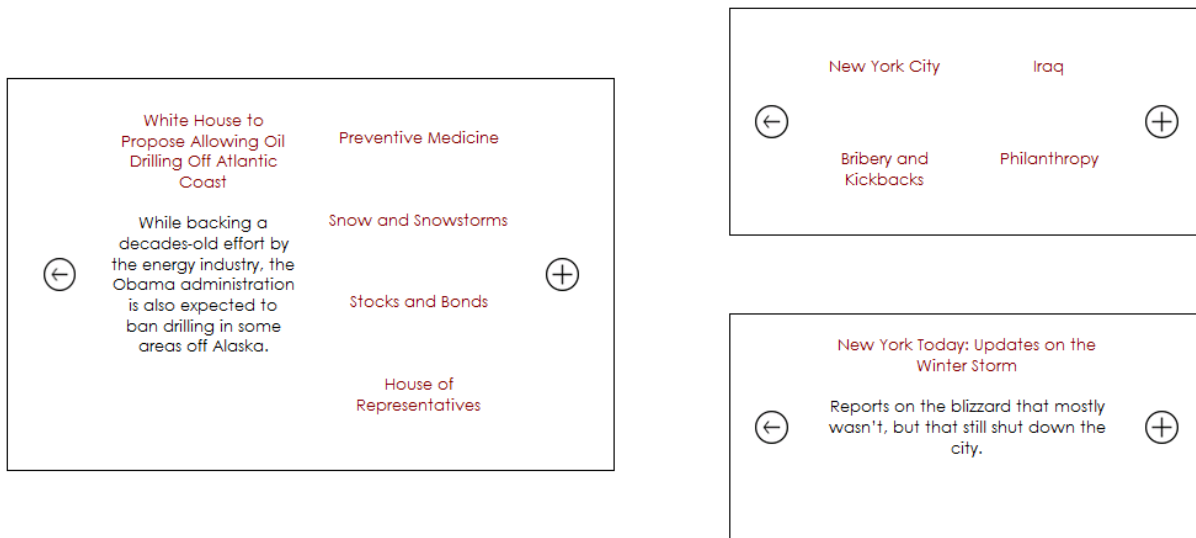 White House to
Propose Allowing Oil
Drilling Off Atlantic
Coast
While backing a
decades-old effort by
the energy industry, the
Obama administration
is also expected to
ban drilling in some
areas off Alaska.
Preventive Medicine
Snow and Snowstorms
Stocks and Bonds
House of
Representatives
New York City
Iraq
Bribery and
Kickbacks
Philanthropy
New York Today: Updates on the
Winter Storm
Reports on the blizzard that mostly
wasn't, but that still shut down the
city.